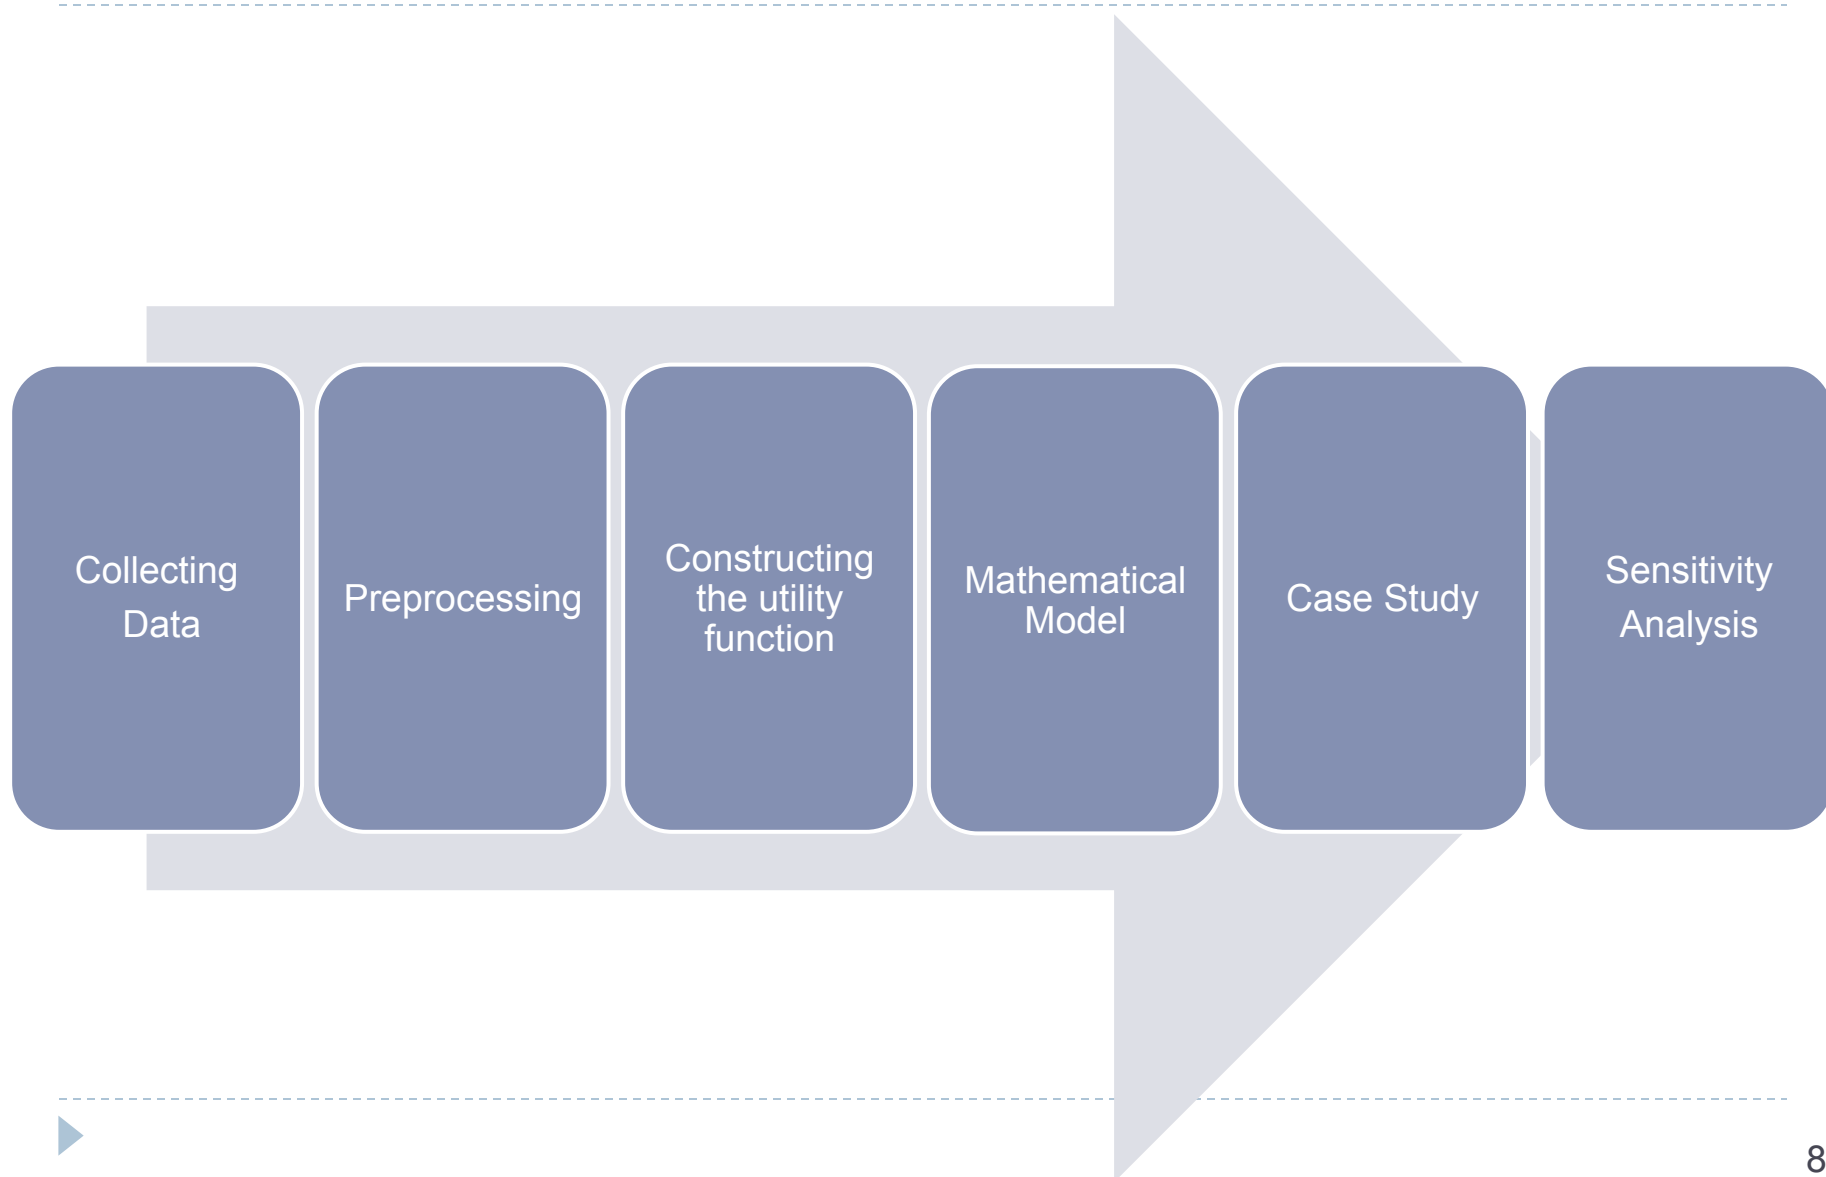 Collecting
Data
Preprocessing
Constructing
the utility
function
Mathematical
Model
Case Study
Sensitivity
Analysis
8